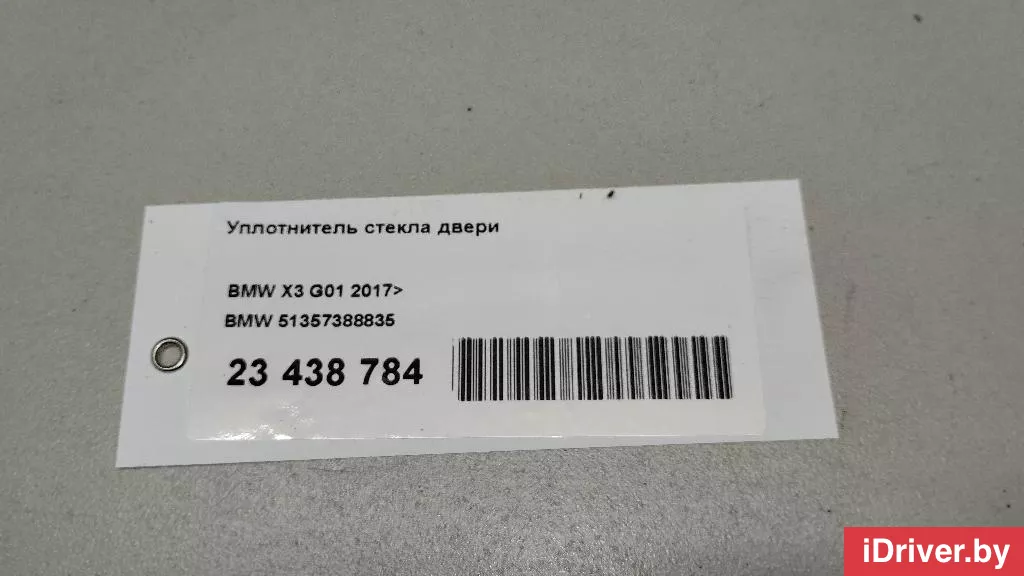 Уплотнитель стекла двери
BMW X3 G01 2017>
BMW 51357388835
23 438 784
iDriver.by